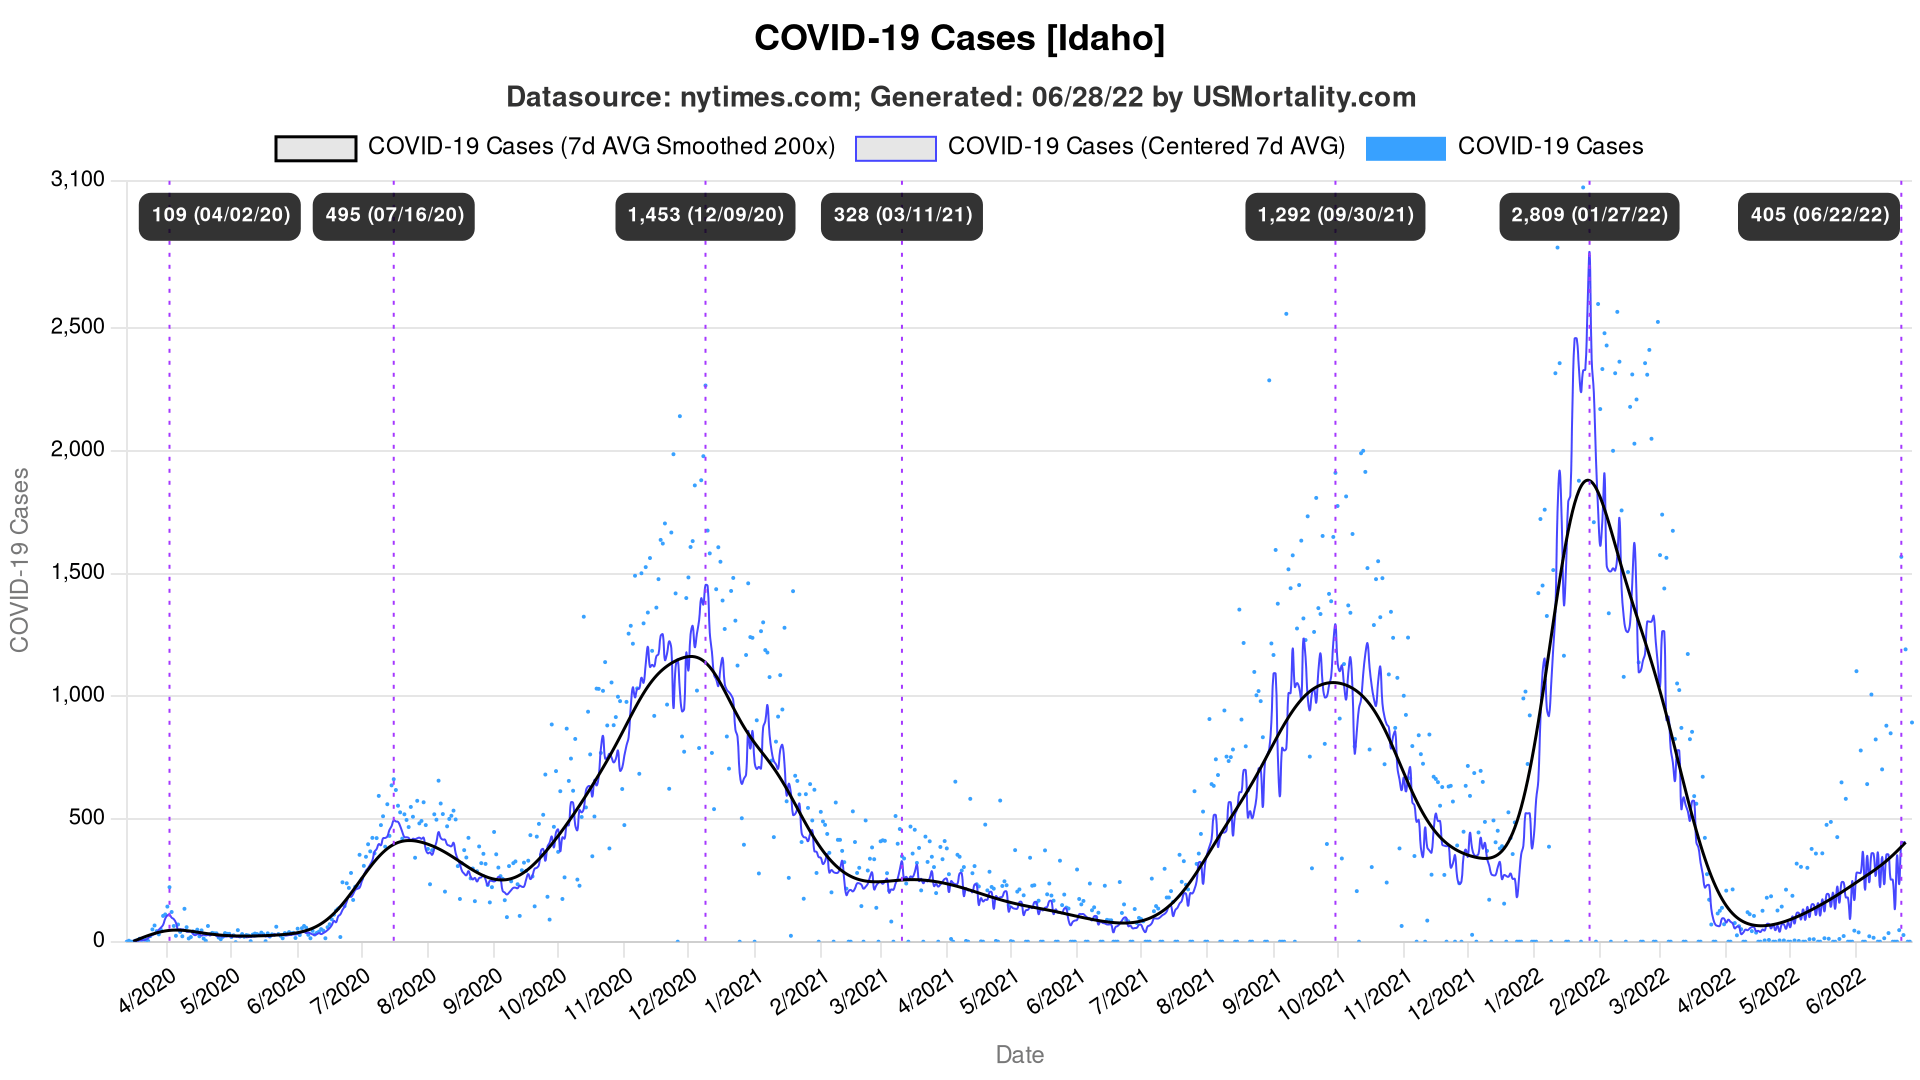 COVID-19 Cases [Idaho]
Datasource: nytimes.com; Generated: 06/28/22 by USMortality.com
COVID-19 Cases (7d AVG Smoothed 200x) COVID-19 Cases (Centered 7d AVG) COVID-19 Cases
3,100
109 (04/02/20) 495 (07/16/20) 1,453 (12/09/20) 328 (03/11/21) 1,292 (09/30/21) 2,809 (01/27/22) 405 (06/22/22)
2,500
2,000
1,500
1,000
500
0
COVID-19 Cases
4/2020 5/2020 6/2020 7/2020 8/2020 9/2020 10/2020 11/2020 12/2020 1/2021 2/2021 3/2021 4/2021 5/2021 6/2021 7/2021 8/2021 9/2021 10/2021 11/2021 12/2021 1/2022 2/2022 3/2022 4/2022 5/2022 6/2022
Date